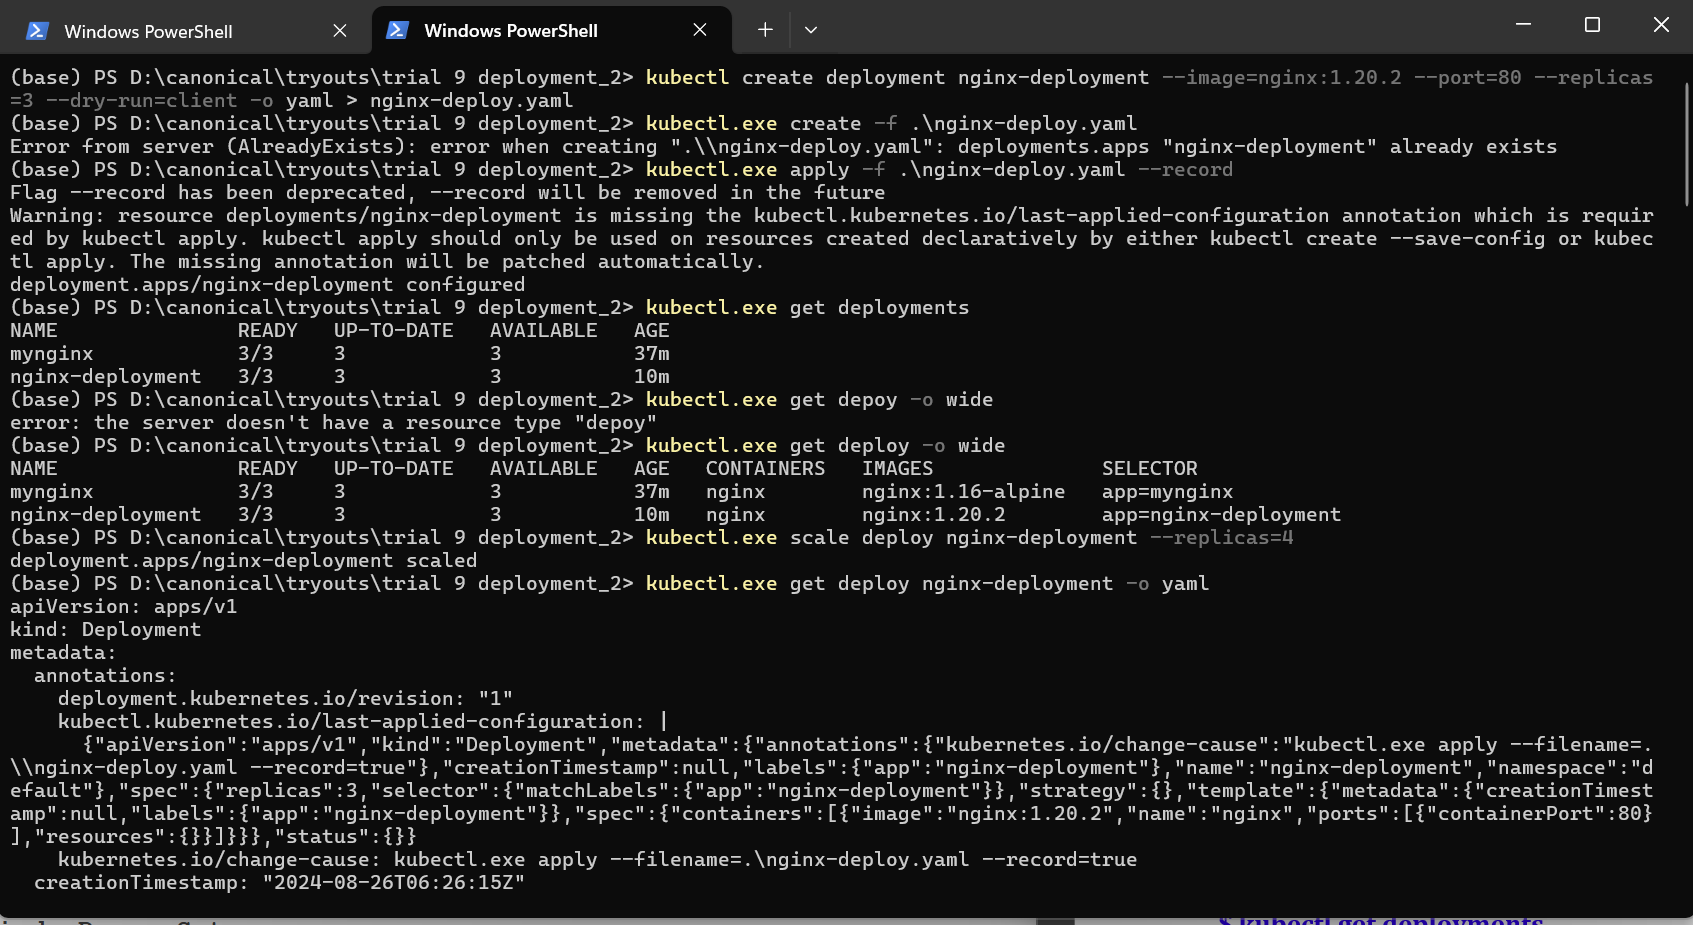 Windows PowerShell
Windows PowerShell
(base) PS D:\canonical\tryouts\trial 9 deployment_2> kubectl create deployment nginx-deployment --image=nginx:1.20.2 --port=80 --replicas
=3 --dry-run=client -o yaml > nginx-deploy.yaml
(base) PS D:\canonical\tryouts\trial 9 deployment_2> kubectl.exe create -f .\nginx-deploy.yaml
Error from server (AlreadyExists): error when creating ".\\nginx-deploy.yaml": deployments.apps "nginx-deployment" already exists
(base) PS D:\canonical\tryouts\trial 9 deployment_2> kubectl.exe apply -f .\nginx-deploy.yaml --record
Flag --record has been deprecated, --record will be removed in the future
Warning: resource deployments/nginx-deployment is missing the kubectl.kubernetes.io/last-applied-configuration annotation which is requir
ed by kubectl apply. kubectl apply should only be used on resources created declaratively by either kubectl create --save-config or kubec
tl apply. The missing annotation will be patched automatically.
deployment.apps/nginx-deployment configured
(base) PS D:\canonical\tryouts\trial 9 deployment_2> kubectl.exe get deployments
NAME               READY   UP-TO-DATE   AVAILABLE   AGE
mynginx            3/3     3            3           37m
nginx-deployment   3/3     3            3           10m
(base) PS D:\canonical\tryouts\trial 9 deployment_2> kubectl.exe get depoy -o wide
error: the server doesn't have a resource type "depoy"
(base) PS D:\canonical\tryouts\trial 9 deployment_2> kubectl.exe get deploy -o wide
NAME               READY   UP-TO-DATE   AVAILABLE   AGE   CONTAINERS   IMAGES              SELECTOR
mynginx            3/3     3            3           37m   nginx        nginx:1.16-alpine   app=mynginx
nginx-deployment   3/3     3            3           10m   nginx        nginx:1.20.2        app=nginx-deployment
(base) PS D:\canonical\tryouts\trial 9 deployment_2> kubectl.exe scale deploy nginx-deployment --replicas=4
deployment.apps/nginx-deployment scaled
(base) PS D:\canonical\tryouts\trial 9 deployment_2> kubectl.exe get deploy nginx-deployment -o yaml
apiVersion: apps/v1
kind: Deployment
metadata:
  annotations:
    deployment.kubernetes.io/revision: "1"
    kubectl.kubernetes.io/last-applied-configuration: |
      {"apiVersion":"apps/v1","kind":"Deployment","metadata":{"annotations":{"kubernetes.io/change-cause":"kubectl.exe apply --filename=.
\\nginx-deploy.yaml --record=true"},"creationTimestamp":null,"labels":{"app":"nginx-deployment"},"name":"nginx-deployment","namespace":"d
efault"},"spec":{"replicas":3,"selector":{"matchLabels":{"app":"nginx-deployment"}},"strategy":{},"template":{"metadata":{"creationTimest
amp":null,"labels":{"app":"nginx-deployment"}},"spec":{"containers":[{"image":"nginx:1.20.2","name":"nginx","ports":[{"containerPort":80}
],"resources":{}}]}}},"status":{}}
    kubernetes.io/change-cause: kubectl.exe apply --filename=.\nginx-deploy.yaml --record=true
  creationTimestamp: "2024-08-26T06:26:15Z"
$ kubectl get deployments